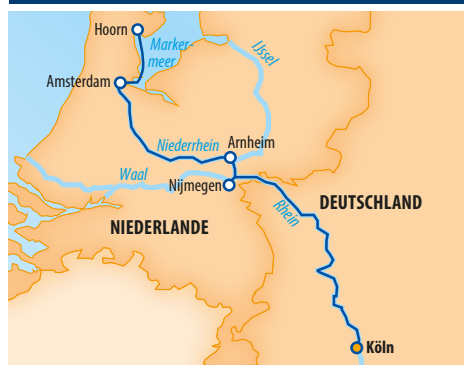 Hoorn
Marker-
meer
IJssel
Amsterdam
Niederrhein
Arnheim
Waal
Nijmegen
Rhein
DEUTSCHLAND
NIEDERLANDE
Köln